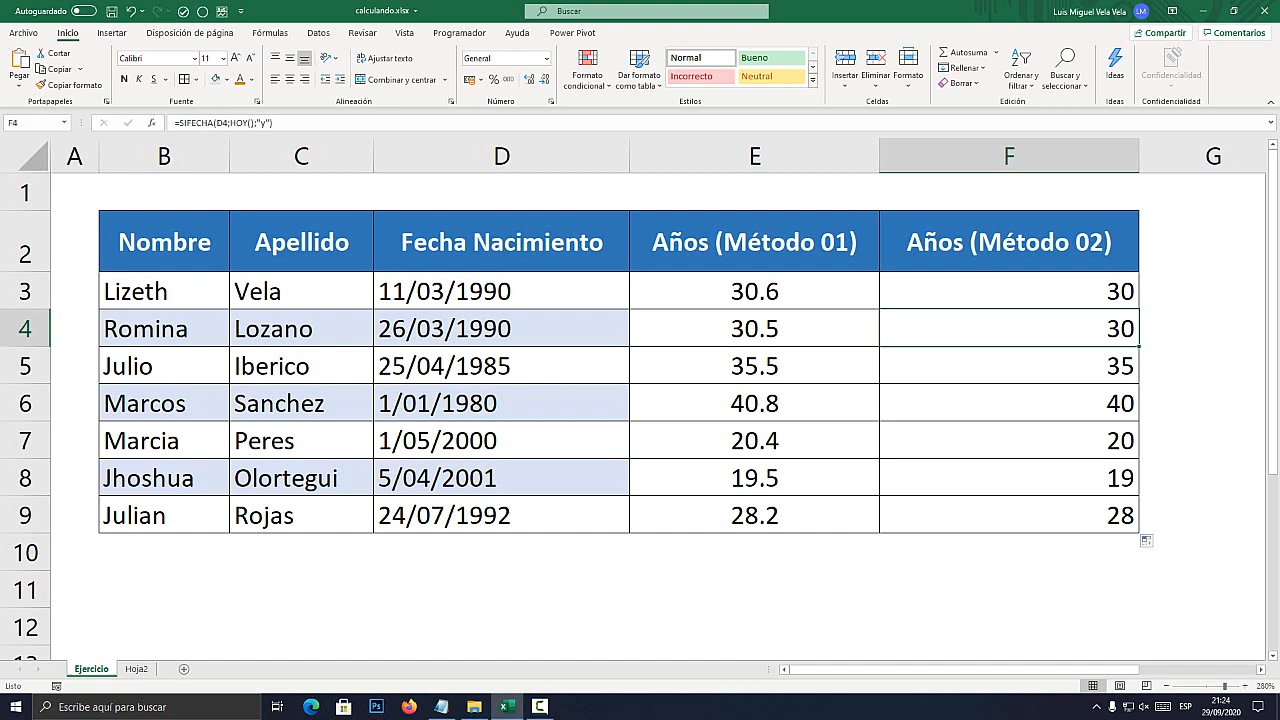 Autoguardado
calculando.xlsx
Buscar
Luis Miguel Vela Vela
LM
Archivo Inicio Insertar Disposición de página Fórmulas Datos Revisar Vista Programador Ayuda Power Pivot
Compartir Comentarios
Pegar
Cortar
Copiar
Copiar formato
Portapapeles
Calibri 11
N K S
Fuente
Ajustar texto
Combinar y centrar
Alineación
General
% 000
Número
Formato condicional
Dar formato como tabla
Normal Bueno
Incorrecto Neutral
Estilos
Insertar Eliminar Formato
Celdas
Autosuma
Rellenar
Borrar
Ordenar y filtrar
Buscar y seleccionar
Edición
Ideas
Ideas
Confidencialidad
Confidencialidad
F4 fx =SIFECHA(D4;HOY();"y")
A B C D E F G
1
2 Nombre Apellido Fecha Nacimiento Años (Método 01) Años (Método 02)
3 Lizeth Vela 11/03/1990 30.6 30
4 Romina Lozano 26/03/1990 30.5 30
5 Julio Iberico 25/04/1985 35.5 35
6 Marcos Sanchez 1/01/1980 40.8 40
7 Marcia Peres 1/05/2000 20.4 20
8 Jhoshua Olortegui 5/04/2001 19.5 19
9 Julian Rojas 24/07/1992 28.2 28
10
11
12
Ejercicio Hoja2
Listo
280%
Escribe aquí para buscar
Ps
ESP
21:24
29/09/2020